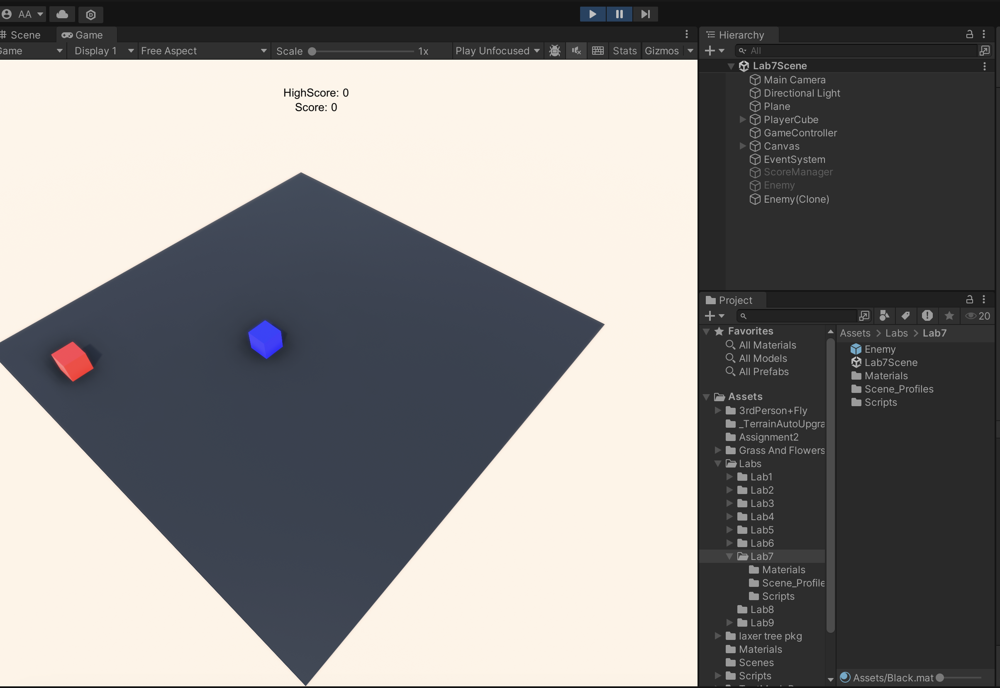 AA
Scene
Game
Game
Display 1
Free Aspect
Scale
1x
Play Unfocused
Stats
Gizmos
HighScore: 0
Score: 0
Hierarchy
All
Lab7Scene
Main Camera
Directional Light
Plane
PlayerCube
GameController
Canvas
EventSystem
ScoreManager
Enemy
Enemy(Clone)
Project
20
Favorites
All Materials
All Models
All Prefabs
Assets
3rdPerson+Fly
_TerrainAutoUpgra
Assignment2
Grass And Flowers
Labs
Lab1
Lab2
Lab3
Lab4
Lab5
Lab6
Lab7
Materials
Scene_Profile
Scripts
Lab8
Lab9
laxer tree pkg
Materials
Scenes
Scripts
Assets > Labs > Lab7
Enemy
Lab7Scene
Materials
Scene_Profiles
Scripts
Assets/Black.mat